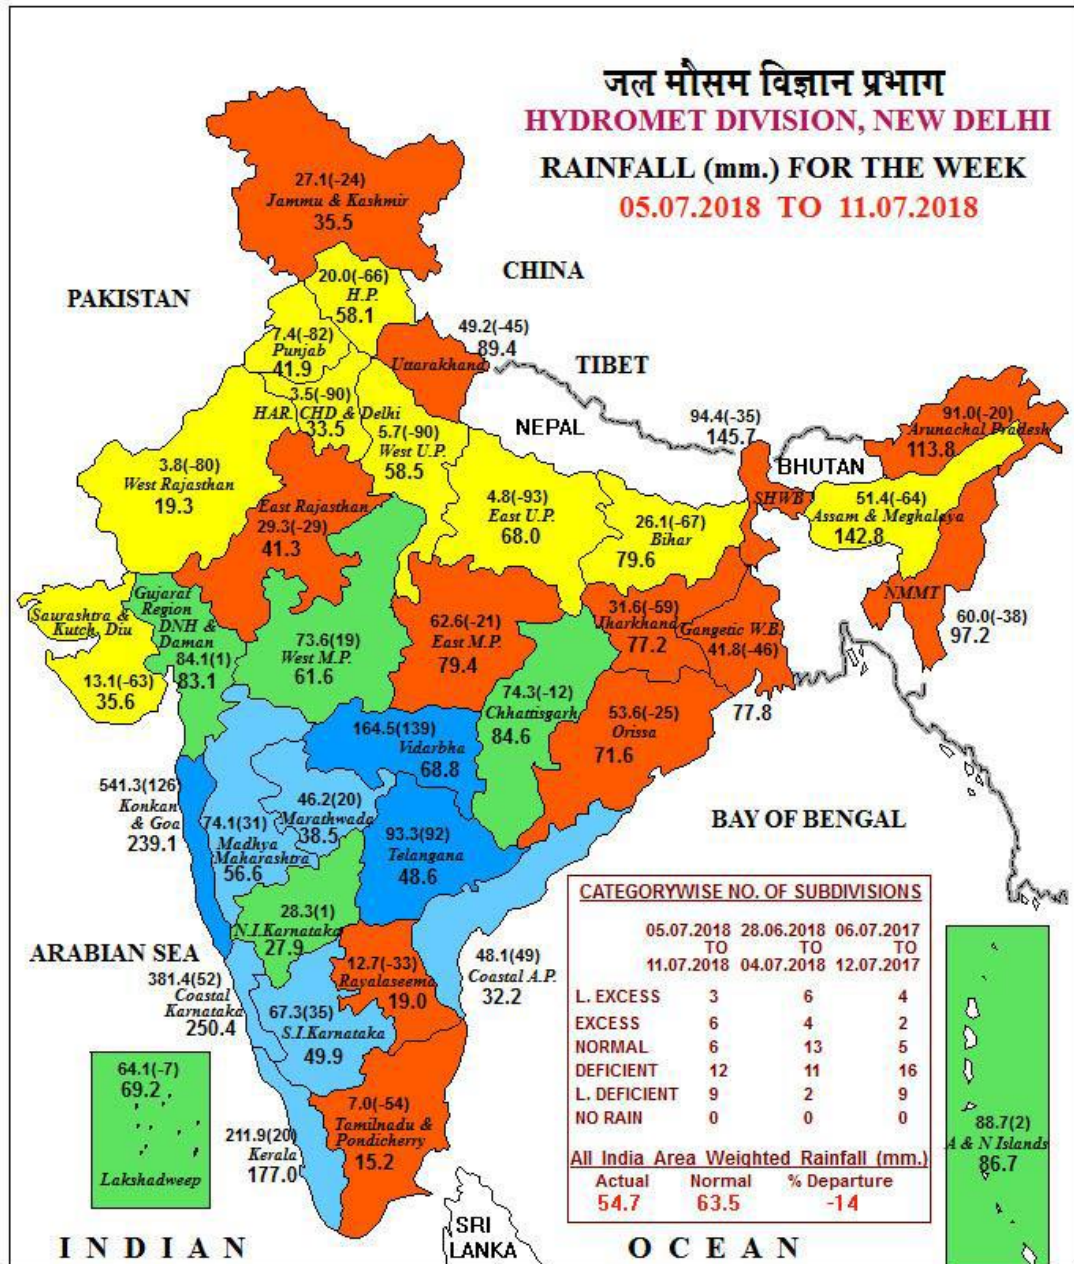 जल मौसम विज्ञान प्रभाग
HYDROMET DIVISION, NEW DELHI
RAINFALL (mm.) FOR THE WEEK
05.07.2018 TO 11.07.2018
27.1(-24)
Jammu & Kashmir
35.5
CHINA
PAKISTAN
20.0(-66)
H.P.
58.1
7.4(-82)
Punjab
41.9
49.2(-45)
89.4
Uttarakhand
TIBET
3.5(-90)
HAR. CHD & Delhi
33.5
5.7(-90)
West U.P.
58.5
NEPAL
94.4(-35)
145.7
BHUTAN
91.0(-20)
Arunachal Pradesh
113.8
3.8(-80)
West Rajasthan
19.3
East Rajasthan
29.3(-29)
41.3
4.8(-93)
East U.P.
68.0
26.1(-67)
Bihar
79.6
SHWB
51.4(-64)
Assam & Meghalaya
142.8
NMMT
60.0(-38)
97.2
Saurashtra &
Kutch, Diu
13.1(-63)
35.6
Gujarat
Region
DNH &
Daman
84.1(1)
83.1
73.6(19)
West M.P.
61.6
62.6(-21)
East M.P.
79.4
31.6(-59)
Jharkhand
77.2
Gangetic W.B.
41.8(-46)
77.8
74.3(-12)
Chhattisgarh
84.6
53.6(-25)
Orissa
71.6
164.5(139)
Vidarbha
68.8
541.3(126)
Konkan
& Goa
239.1
74.1(31)
Madhya
Maharashtra
56.6
46.2(20)
Marathwada
38.5
93.3(92)
Telangana
48.6
BAY OF BENGAL
28.3(1)
N.I.Karnataka
27.9
ARABIAN SEA
381.4(52)
Coastal
Karnataka
250.4
12.7(-33)
Rayalaseema
19.0
48.1(49)
Coastal A.P.
32.2
67.3(35)
S.I.Karnataka
49.9
64.1(-7)
69.2
Lakshadweep
211.9(20)
Kerala
177.0
7.0(-54)
Tamilnadu &
Pondicherry
15.2
CATEGORYWISE NO. OF SUBDIVISIONS
05.07.2018 28.06.2018 06.07.2017
TO TO TO
11.07.2018 04.07.2018 12.07.2017
L. EXCESS 3 6 4
EXCESS 6 4 2
NORMAL 6 13 5
DEFICIENT 12 11 16
L. DEFICIENT 9 2 9
NO RAIN 0 0 0
All India Area Weighted Rainfall (mm.)
Actual Normal % Departure
54.7 63.5 -14
88.7(2)
A & N Islands
86.7
SRI
LANKA
INDIAN OCEAN